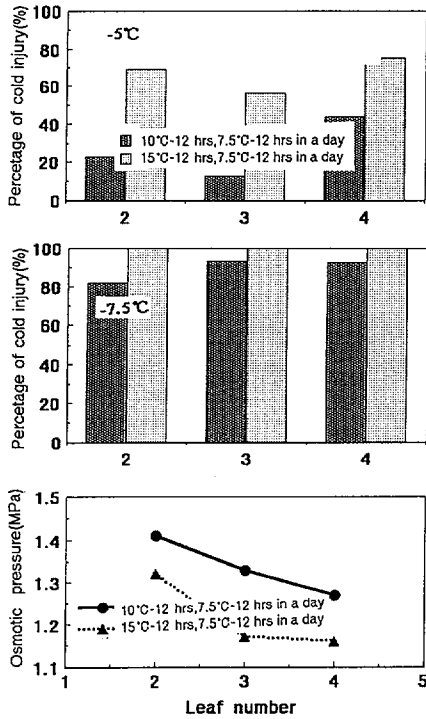 100
80
60
40
20
0
Percetage of cold injury(%)
-5℃
10℃-12 hrs,7.5℃-12 hrs in a day
15℃-12 hrs,7.5℃-12 hrs in a day
2 3 4
100
80
60
40
20
0
Percetage of cold injury(%)
-7.5℃
2 3 4
1.5
1.4
1.3
1.2
1.1
Osmotic pressure(MPa)
10℃-12 hrs,7.5℃-12 hrs in a day
15℃-12 hrs,7.5℃-12 hrs in a day
1 2 3 4 5
Leaf number